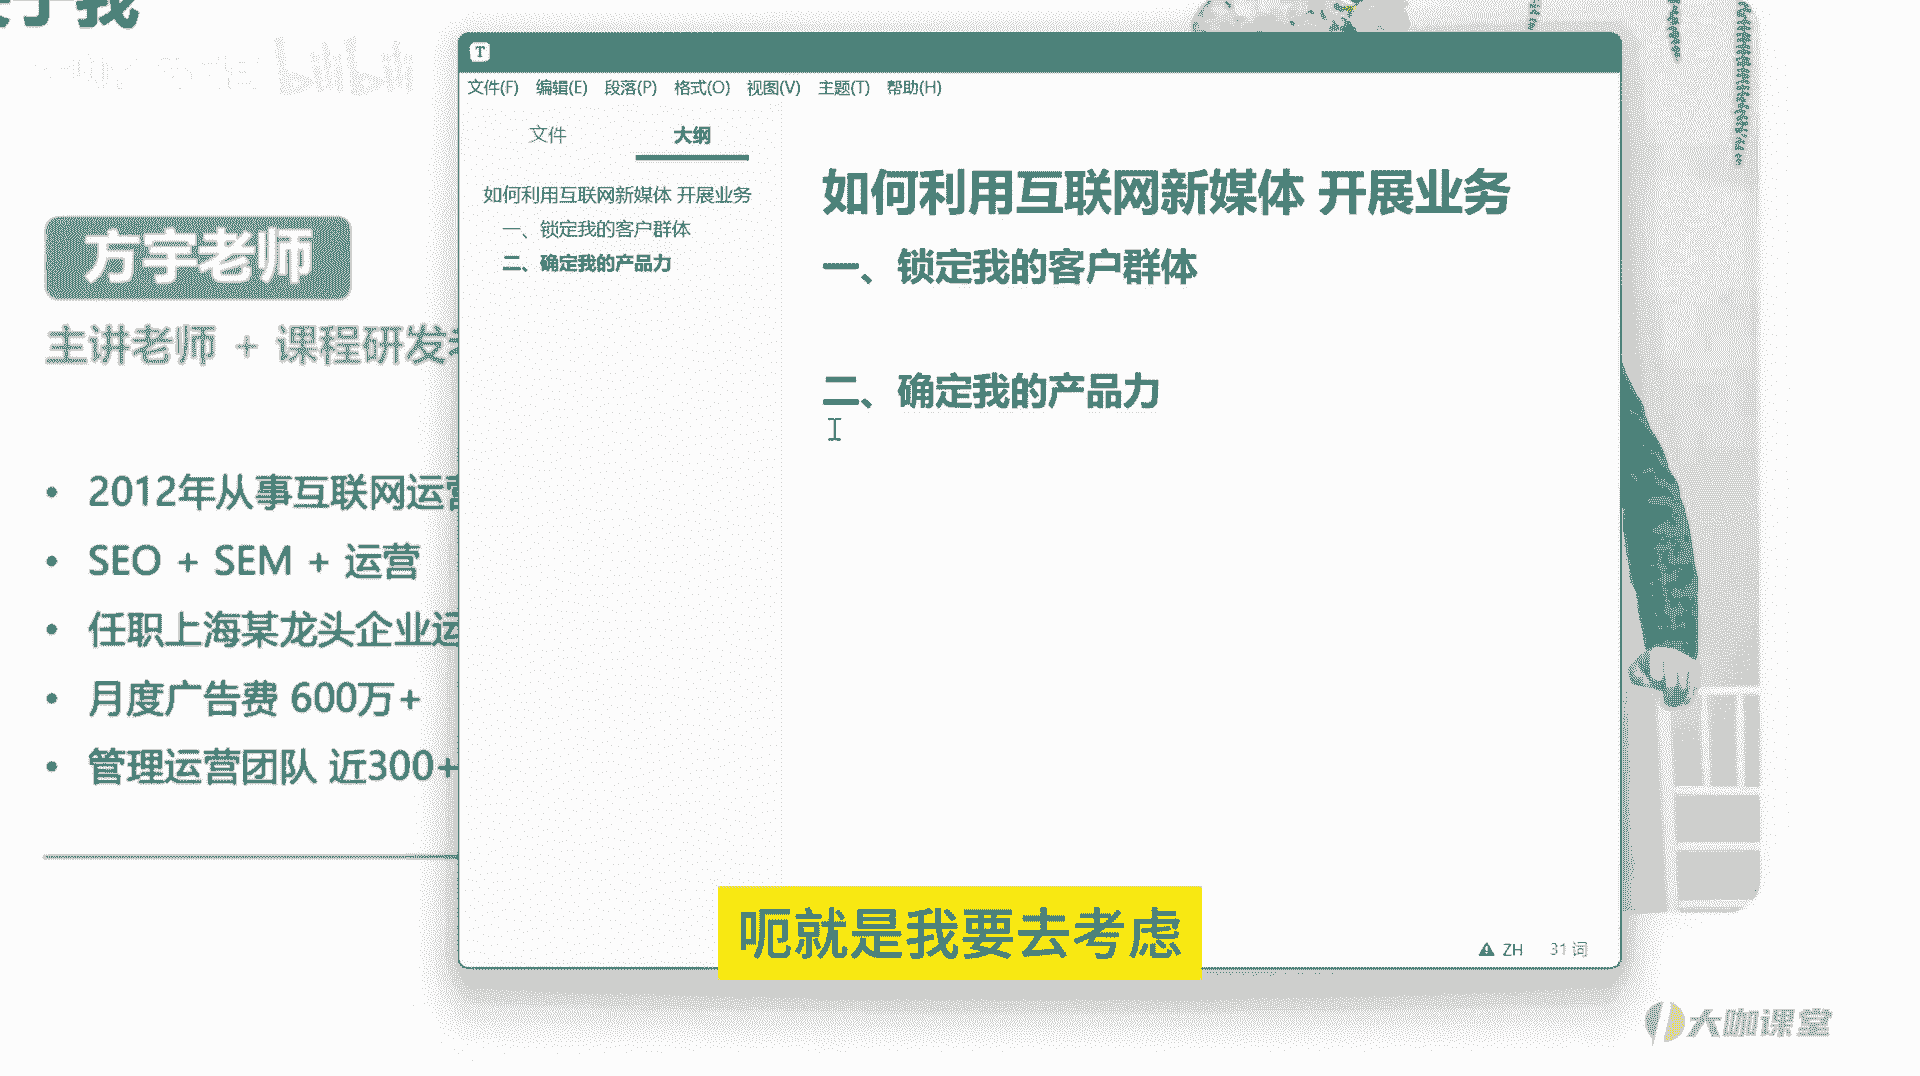 bilibili
方宇老师
主讲老师 + 课程研发
2012年从事互联网运营
SEO + SEM + 运营
任职上海某龙头企业运
月度广告费 600万+
管理运营团队 近300+
T
文件(F) 编辑(E) 段落(P) 格式(O) 视图(V) 主题(T) 帮助(H)
文件 大纲
如何利用互联网新媒体 开展业务
一、锁定我的客户群体
二、确定我的产品力
如何利用互联网新媒体 开展业务
一、锁定我的客户群体
二、确定我的产品力
ZH 31 词
呃就是我要去考虑
大咖课堂